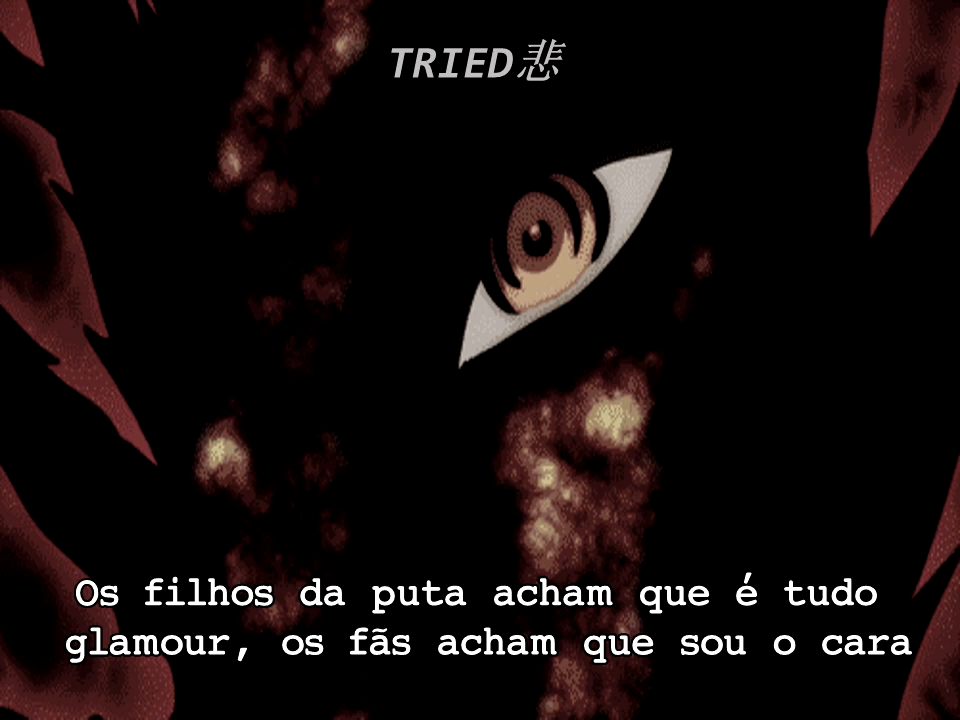 TRIED悲
Os filhos da puta acham que é tudo
glamour, os fãs acham que sou o cara